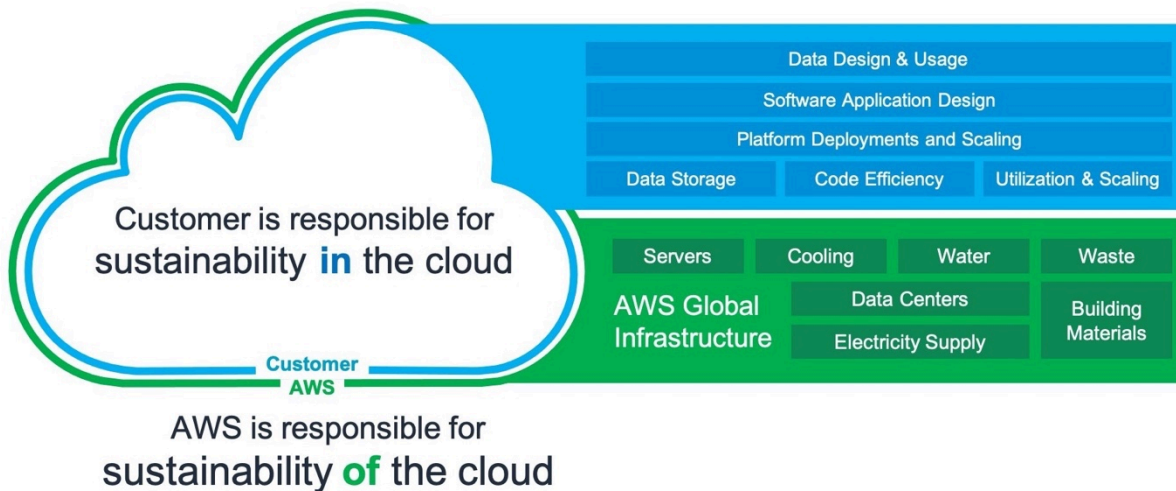 Data Design & Usage
Software Application Design
Platform Deployments and Scaling
Data Storage
Code Efficiency
Utilization & Scaling
Customer is responsible for
sustainability in the cloud
Servers
Cooling
Water
Waste
AWS Global
Infrastructure
Data Centers
Electricity Supply
Building
Materials
Customer
AWS
AWS is responsible for
sustainability of the cloud